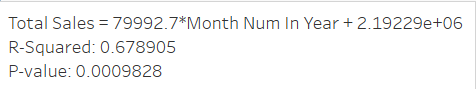 Total Sales = 79992.7*Month Num In Year + 2.19229e+06
R-Squared: 0.678905
P-value: 0.0009828